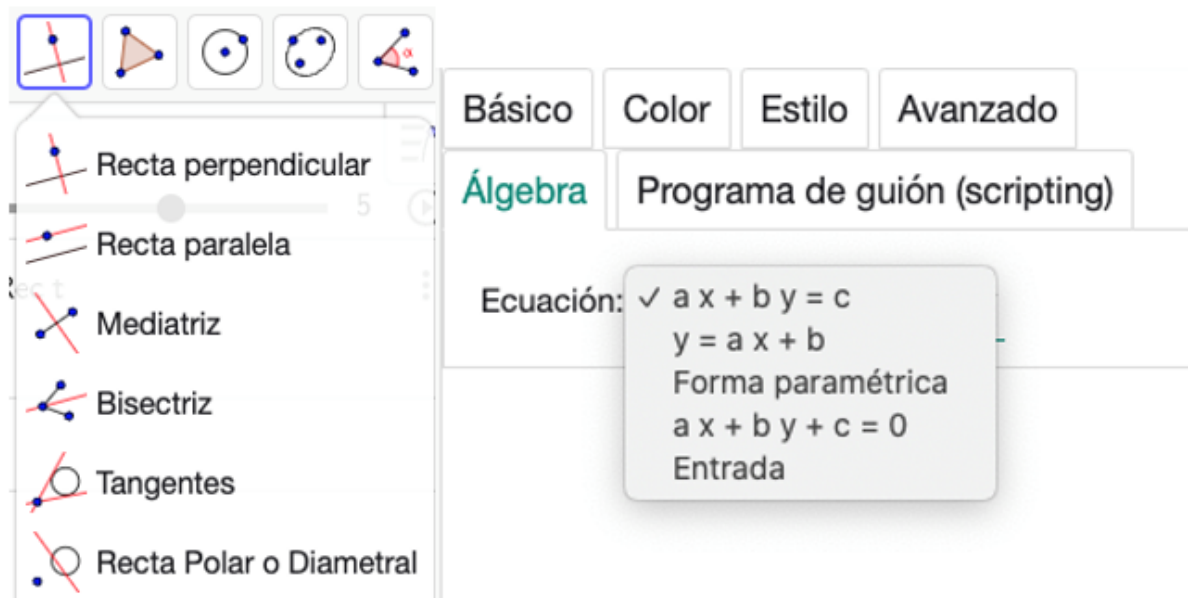 α
Recta perpendicular
5
Recta paralela
Mediatriz
Bisectriz
Tangentes
Recta Polar o Diametral
Básico
Color
Estilo
Avanzado
Álgebra
Programa de guión (scripting)
Ecuación:
✓ a x + b y = c
y = a x + b
Forma paramétrica
a x + b y + c = 0
Entrada